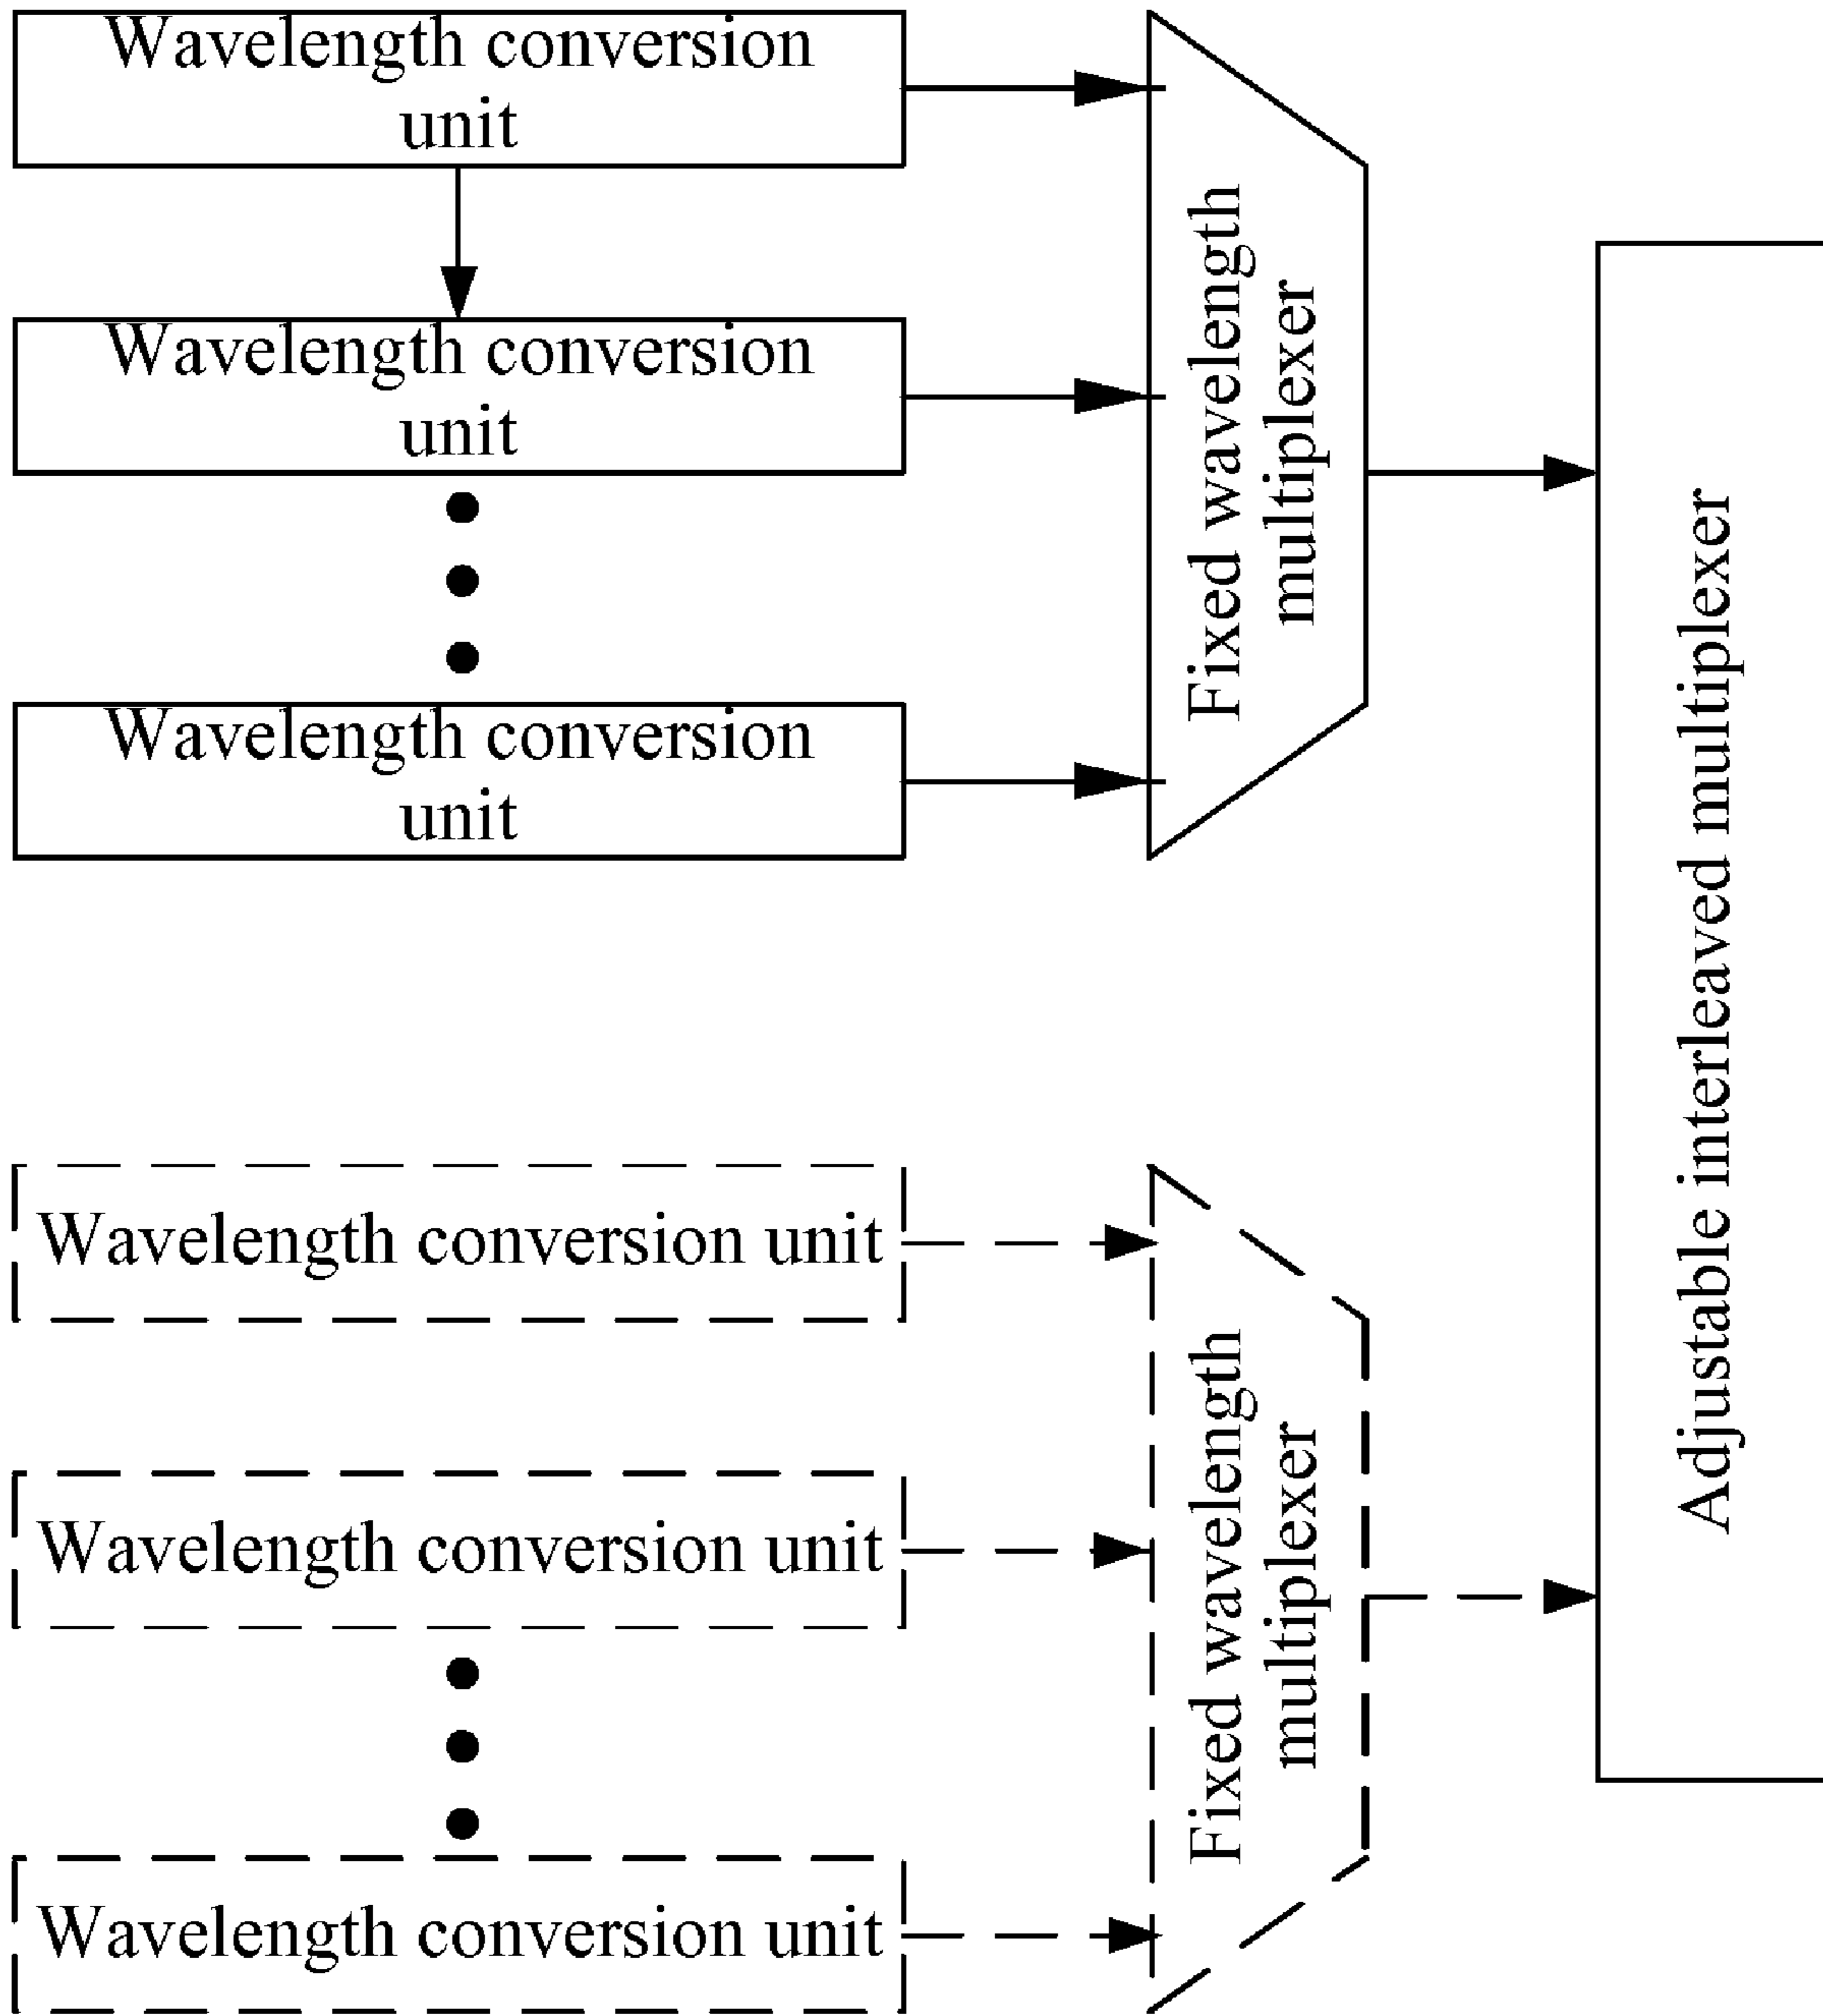 Wavelength conversion
unit
Wavelength conversion
unit
Wavelength conversion
unit
Fixed wavelength
multiplexer
Wavelength conversion unit
Wavelength conversion unit
Wavelength conversion unit
Fixed wavelength
multiplexer
Adjustable interleaved multiplexer